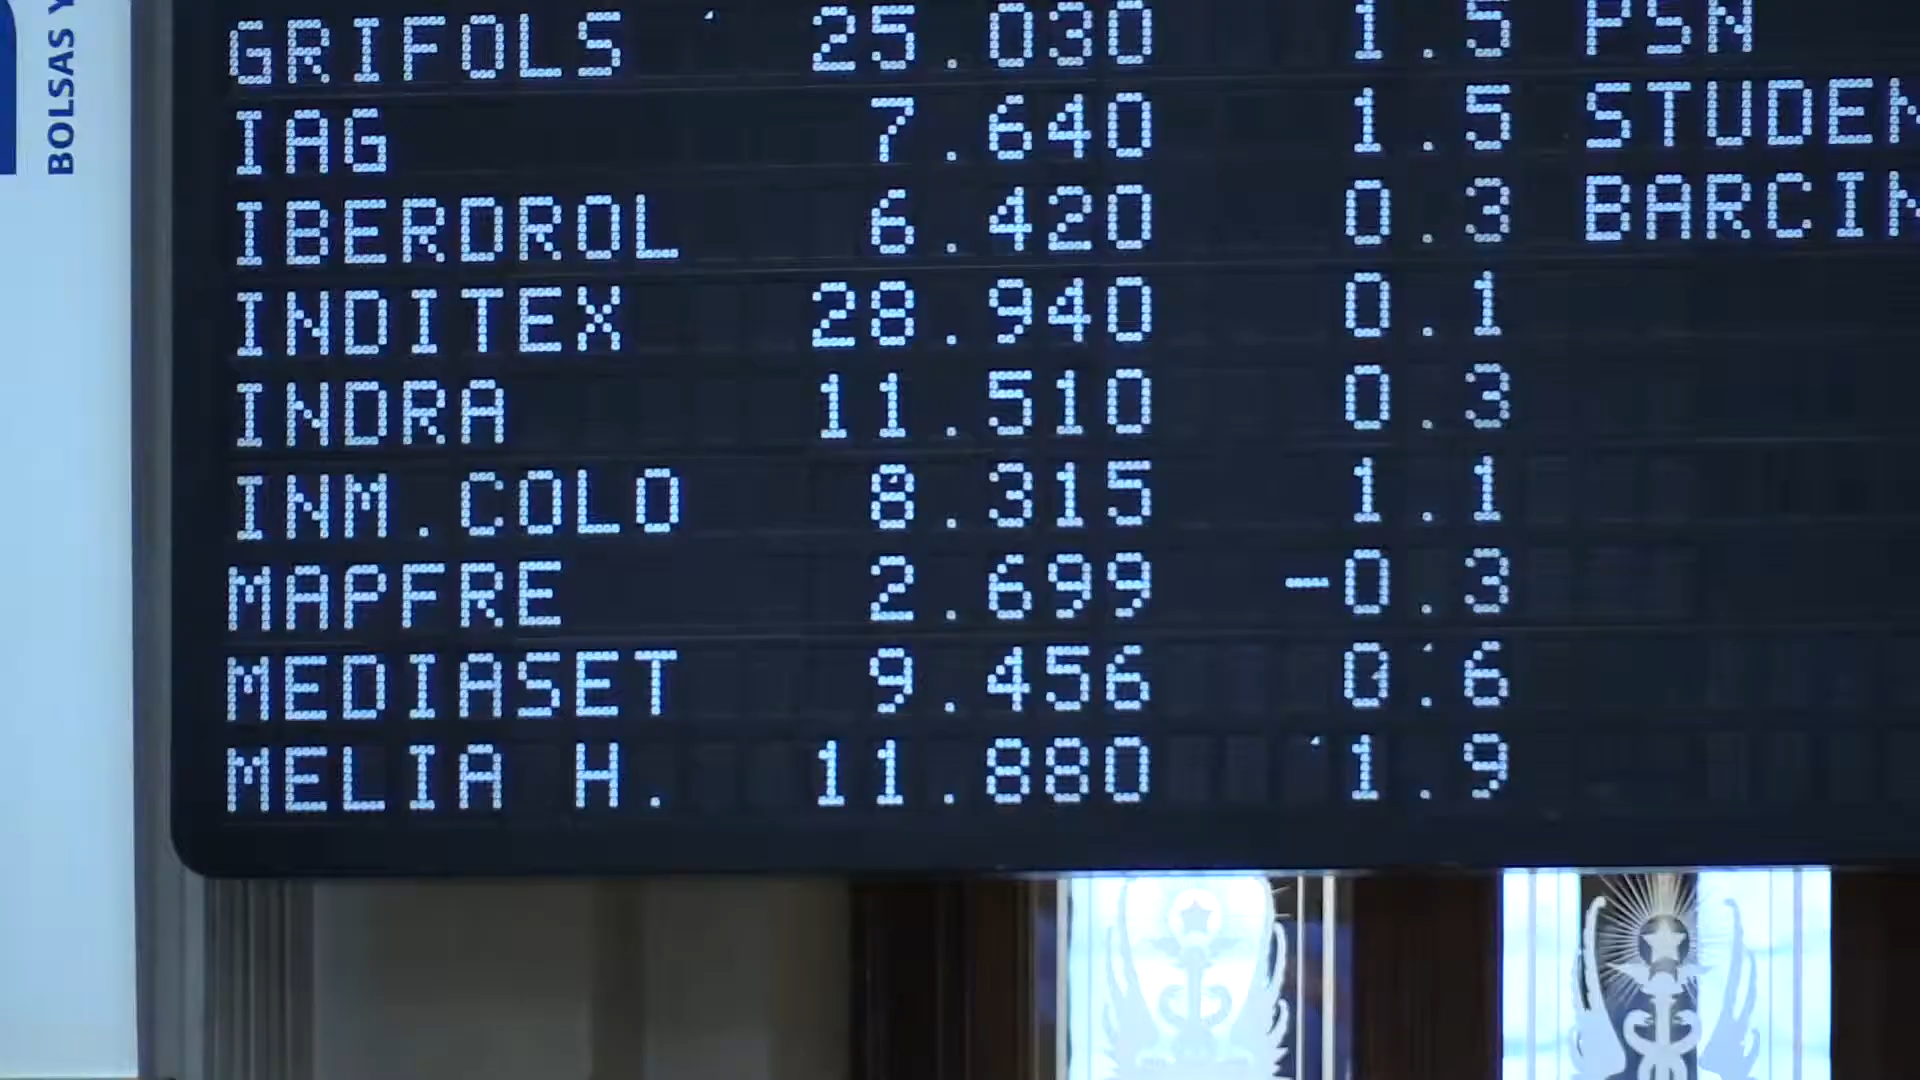 BOLSAS Y
GRIFOLS 25.030 1.5 PSN
IAG 7.640 1.5 STUDEN
IBERDROL 6.420 0.3 BARCIN
INDITEX 28.940 0.1
INDRA 11.510 0.3
INM.COLO 8.315 1.1
MAPFRE 2.699 -0.3
MEDIASET 9.456 0.6
MELIA H. 11.880 1.9